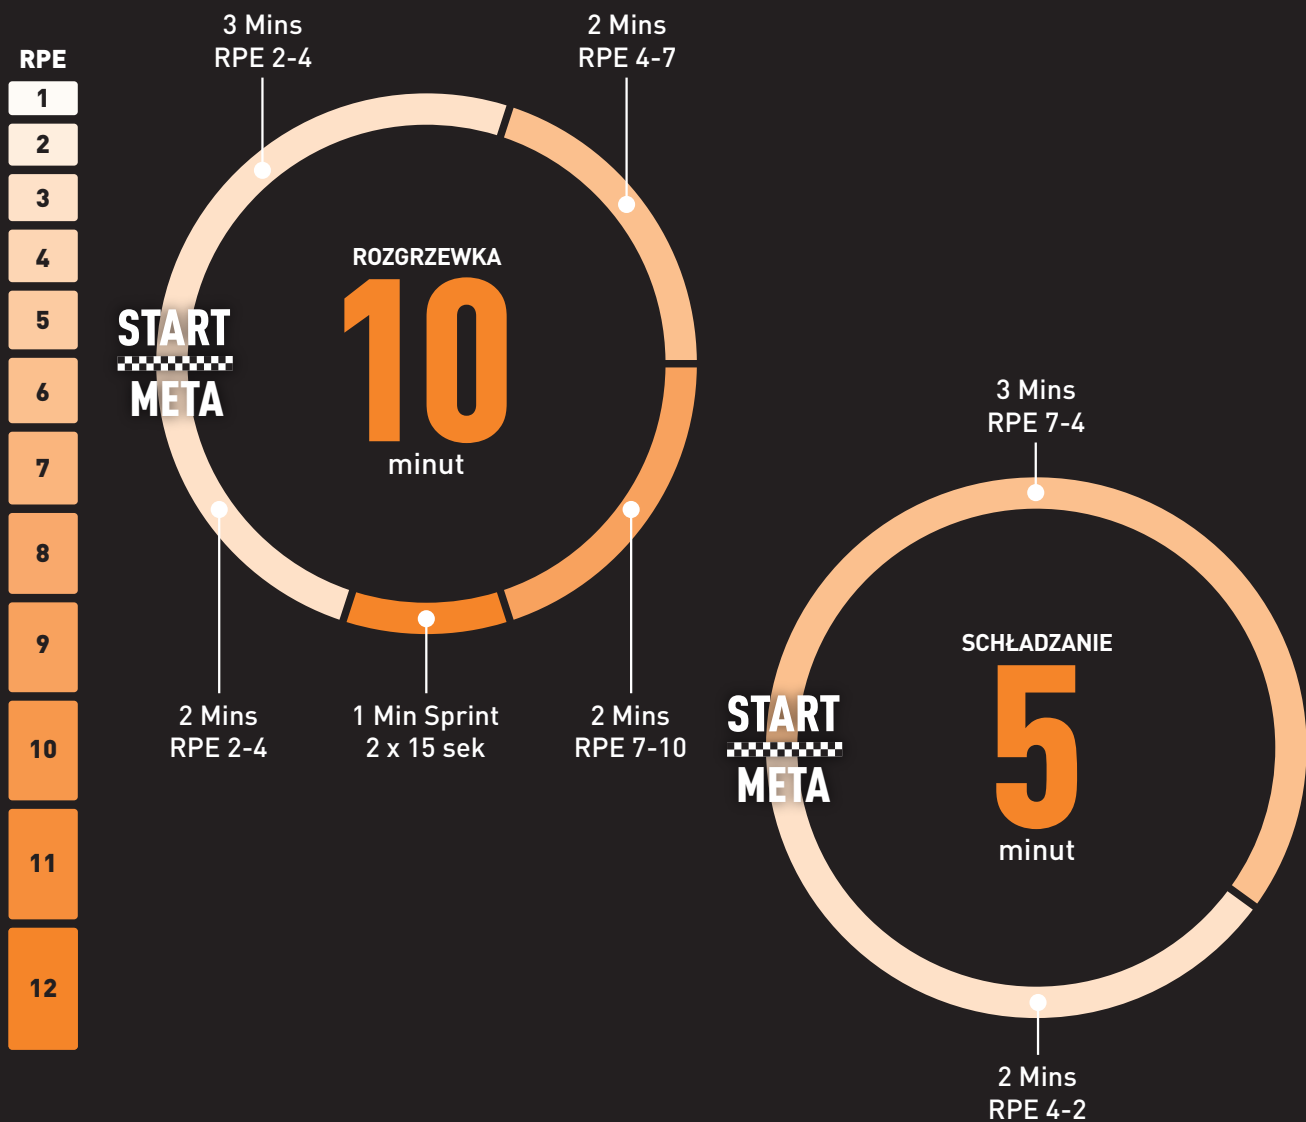 RPE
1
2
3
4
5
6
7
8
9
10
11
12
3 Mins
RPE 2-4
2 Mins
RPE 4-7
ROZGRZEWKA
10
minut
START
META
2 Mins
RPE 2-4
1 Min Sprint
2 x 15 sek
2 Mins
RPE 7-10
3 Mins
RPE 7-4
SCHŁADZANIE
5
minut
START
META
2 Mins
RPE 4-2